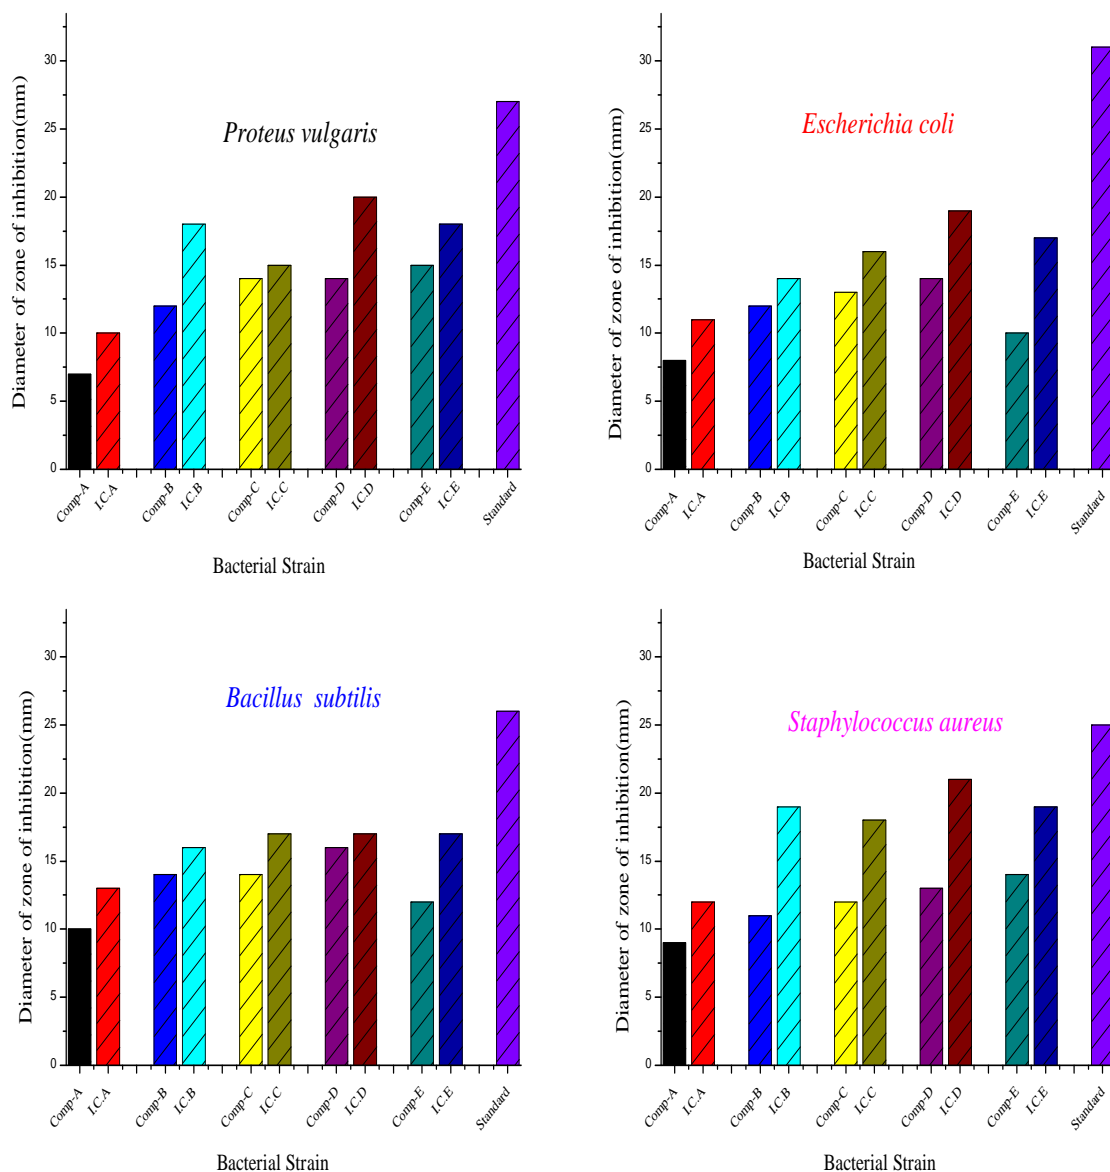 Diameter of zone of inhibition(mm)
30
25
20
15
10
5
0
Proteus vulgaris
Comp-A
I.C.A
Comp-B
I.C.B
Comp-C
I.C.C
Comp-D
I.C.D
Comp-E
I.C.E
Standard
Bacterial Strain
Diameter of zone of inhibition(mm)
30
25
20
15
10
5
0
Escherichia coli
Comp-A
I.C.A
Comp-B
I.C.B
Comp-C
I.C.C
Comp-D
I.C.D
Comp-E
I.C.E
Standard
Bacterial Strain
Diameter of zone of inhibition(mm)
30
25
20
15
10
5
0
Bacillus subtilis
Comp-A
I.C.A
Comp-B
I.C.B
Comp-C
I.C.C
Comp-D
I.C.D
Comp-E
I.C.E
Standard
Bacterial Strain
Diameter of zone of inhibition(mm)
30
25
20
15
10
5
0
Staphylococcus aureus
Comp-A
I.C.A
Comp-B
I.C.B
Comp-C
I.C.C
Comp-D
I.C.D
Comp-E
I.C.E
Standard
Bacterial Strain